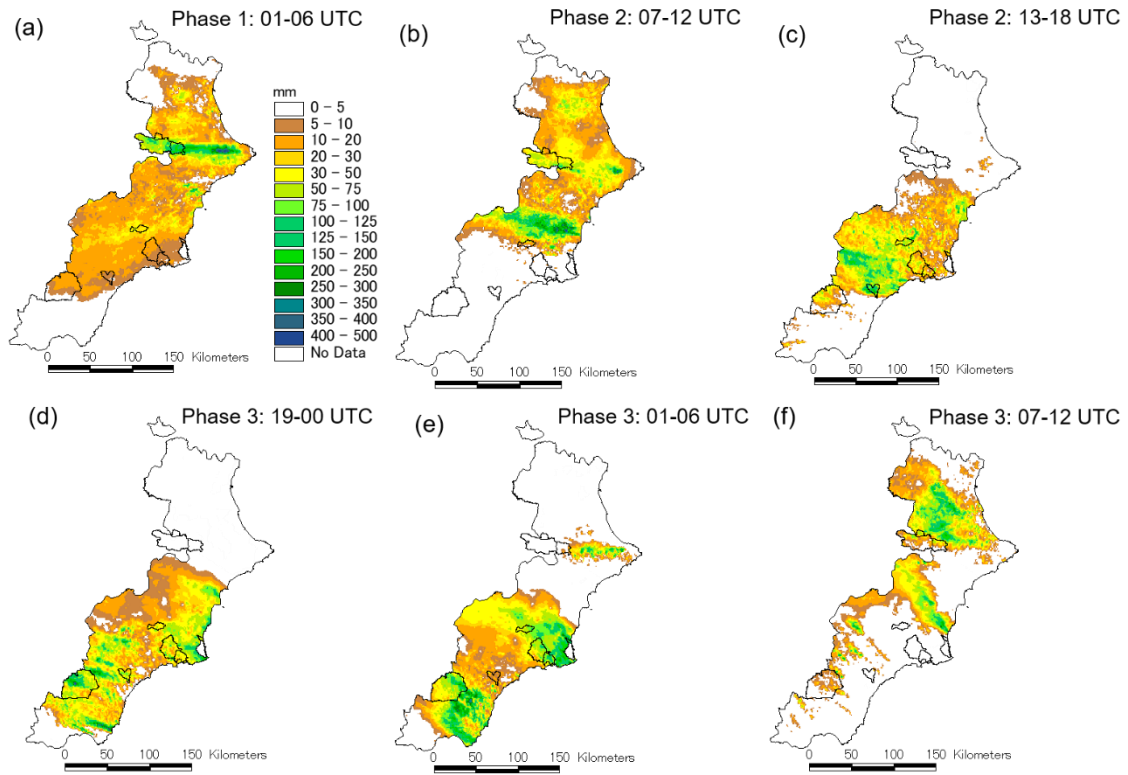 (a) Phase 1: 01-06 UTC
(b) Phase 2: 07-12 UTC
(c) Phase 2: 13-18 UTC
mm
0 - 5
5 - 10
10 - 20
20 - 30
30 - 50
50 - 75
75 - 100
100 - 125
125 - 150
150 - 200
200 - 250
250 - 300
300 - 350
350 - 400
400 - 500
No Data
0 50 100 150 Kilometers
0 50 100 150 Kilometers
0 50 100 150 Kilometers
(d) Phase 3: 19-00 UTC
(e) Phase 3: 01-06 UTC
(f) Phase 3: 07-12 UTC
0 50 100 150 Kilometers
0 50 100 150 Kilometers
0 50 100 150 Kilometers